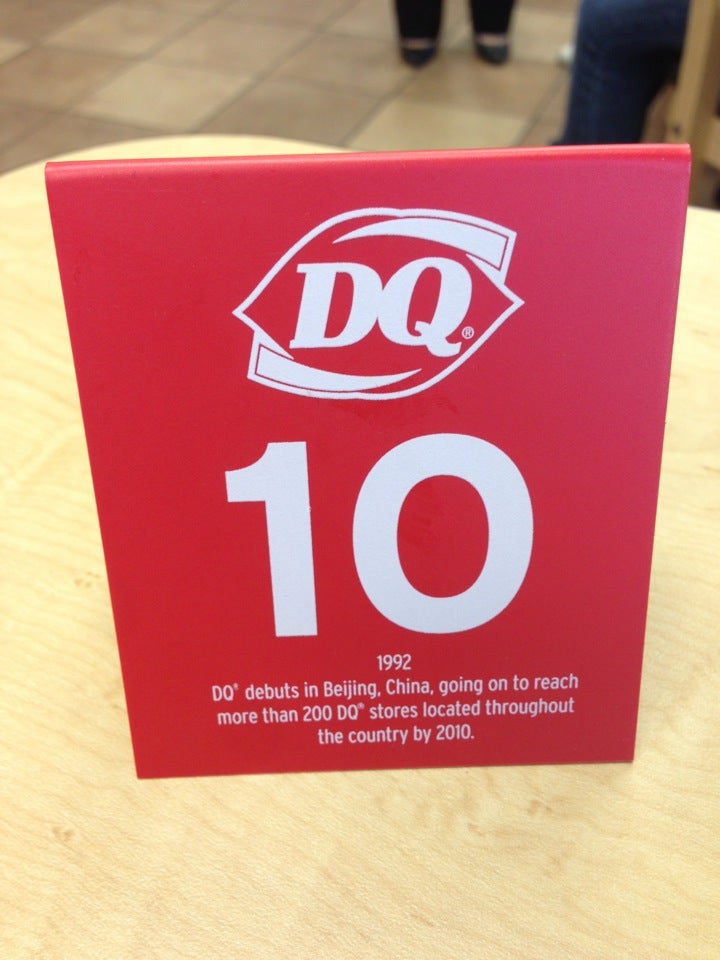 DQ®
10
1992
DQ® debuts in Beijing, China, going on to reach
more than 200 DQ® stores located throughout
the country by 2010.